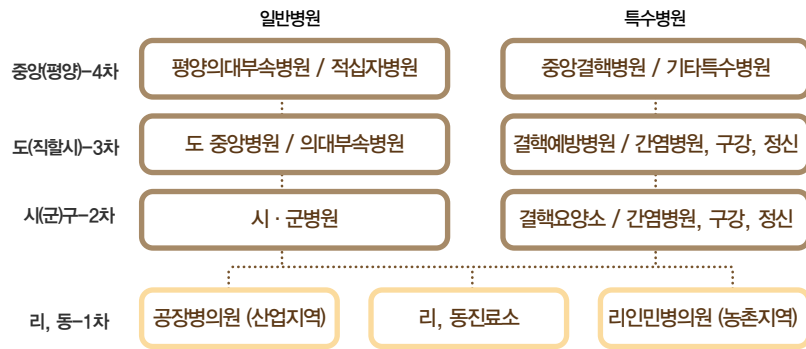 일반병원 특수병원
중앙(평양)-4차 평양의대부속병원 / 적십자병원 중앙결핵병원 / 기타특수병원
도(직할시)-3차 도 중앙병원 / 의대부속병원 결핵예방병원 / 간염병원, 구강, 정신
시(군)구-2차 시 · 군병원 결핵요양소 / 간염병원, 구강, 정신
리, 동-1차 공장병의원 (산업지역) 리, 동진료소 리인민병의원 (농촌지역)